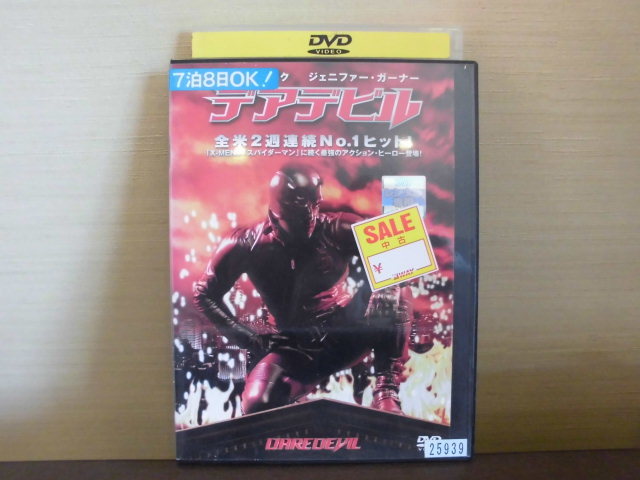 DVD
VIDEO
7泊8日OK!
ク ジェニファー・ガーナー
デアデビル
全米2週連続No.1ヒット!
「X-MEN」 スパイダーマン」に続く最強のアクション・ヒーロー登場!
SALE
中古
¥
3WAY
DAREDEVIL
DVD
25939